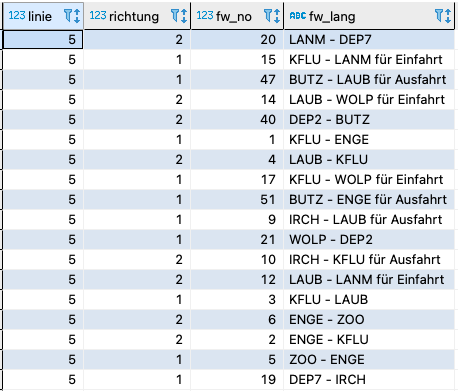 123 linie 123 richtung 123 fw_no ABC fw_lang
5 2 20 LANM - DEP7
5 1 15 KFLU - LANM für Einfahrt
5 1 47 BUTZ - LAUB für Ausfahrt
5 2 14 LAUB - WOLP für Einfahrt
5 2 40 DEP2 - BUTZ
5 1 1 KFLU - ENGE
5 2 4 LAUB - KFLU
5 1 17 KFLU - WOLP für Einfahrt
5 1 51 BUTZ - ENGE für Ausfahrt
5 1 9 IRCH - LAUB für Ausfahrt
5 1 21 WOLP - DEP2
5 2 10 IRCH - KFLU für Ausfahrt
5 2 12 LAUB - LANM für Einfahrt
5 1 3 KFLU - LAUB
5 2 6 ENGE - ZOO
5 2 2 ENGE - KFLU
5 1 5 ZOO - ENGE
5 1 19 DEP7 - IRCH